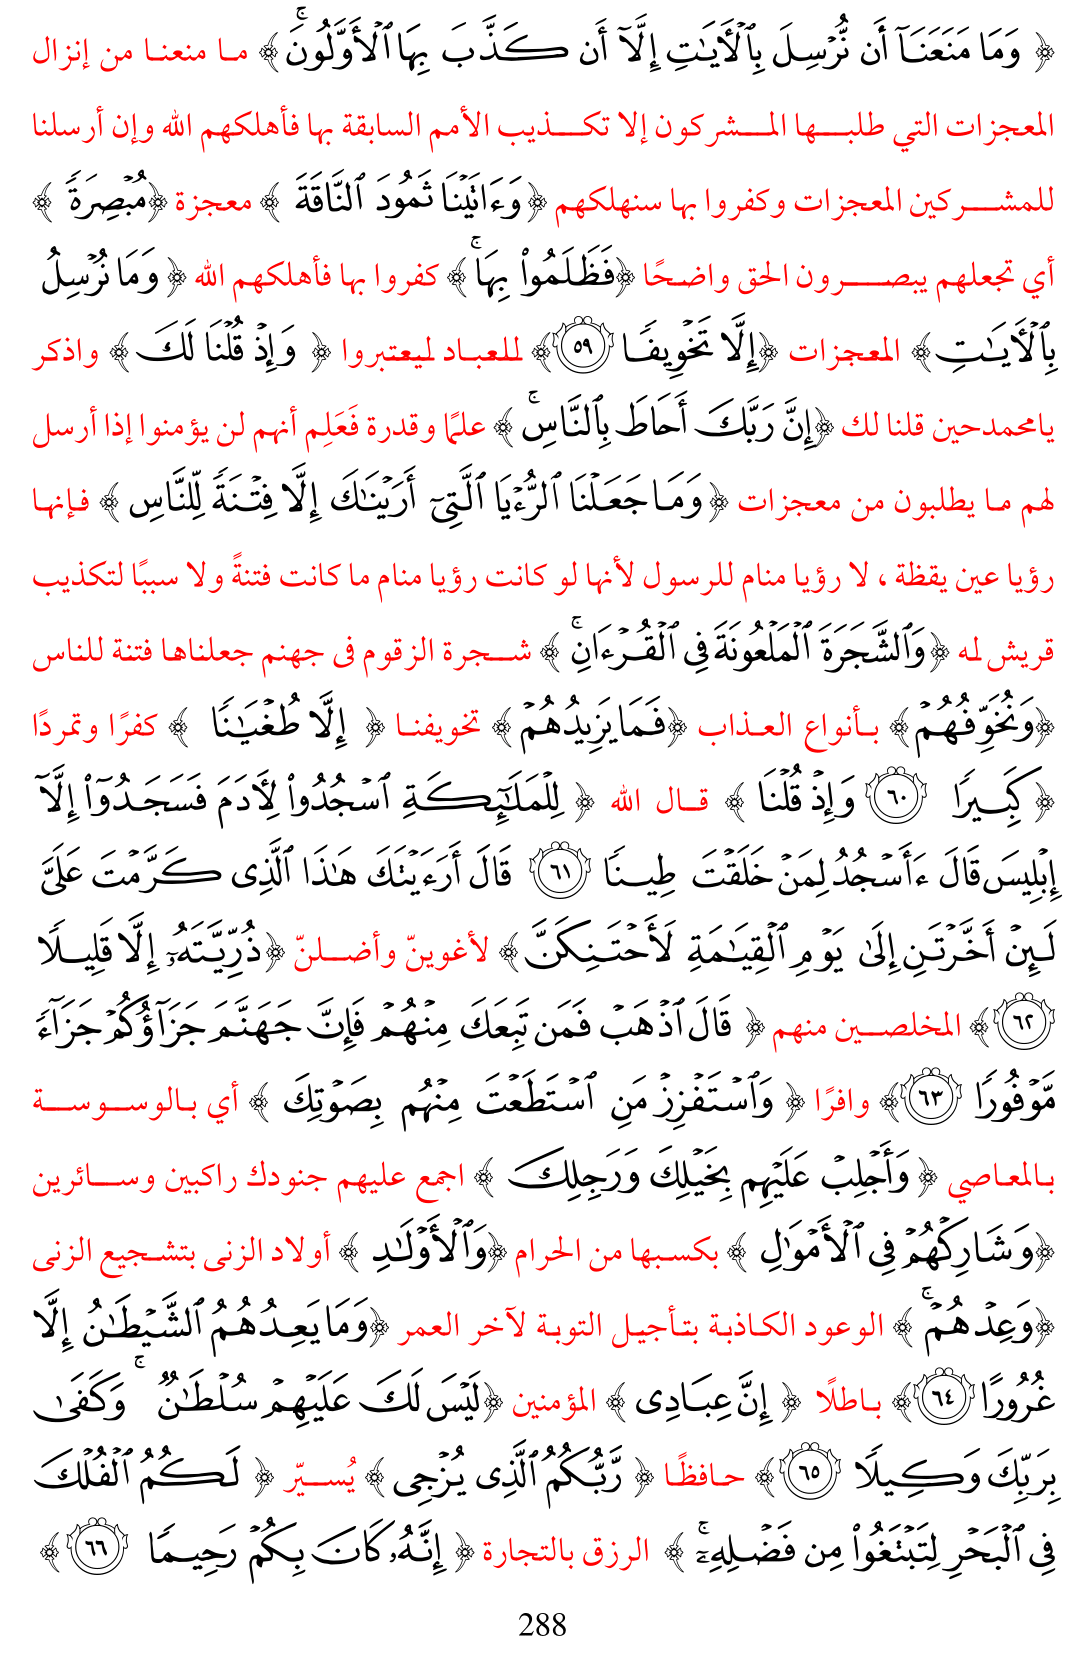 ﴿ وَمَا مَنَعَنَآ أَن نُّرْسِلَ بِٱلْأَيَـٰتِ إِلَّآ أَن كَذَّبَ بِهَا ٱلْأَوَّلُونَ ۚ ﴾ ما منعنا من إنزال
المعجزات التي طلبها المشركون إلا تكذيب الأمم السابقة بها فأهلكهم الله وإن أرسلنا
للمشركين المعجزات وكفروا بها سنهلكهم ﴿وَءَاتَيْنَا ثَمُودَ ٱلنَّاقَةَ ﴾ معجزة ﴿مُبْصِرَةً ﴾
أي تجعلهم يبصرون الحق واضحًا ﴿فَظَلَمُوا۟ بِهَا ۚ ﴾ كفروا بها فأهلكهم الله ﴿ وَمَا نُرْسِلُ
بِٱلْأَيَـٰتِ ﴾ المعجزات ﴿إِلَّا تَخْوِيفًا ٥٩﴾ للعباد ليعتبروا ﴿ وَإِذْ قُلْنَا لَكَ ﴾ واذكر
يامحمدحين قلنا لك ﴿إِنَّ رَبَّكَ أَحَاطَ بِٱلنَّاسِ ۚ ﴾ علمًا وقدرة فَعَلِم أنهم لن يؤمنوا إذا أرسل
لهم ما يطلبون من معجزات ﴿وَمَا جَعَلْنَا ٱلرُّءْيَا ٱلَّتِىٓ أَرَيْنَـٰكَ إِلَّا فِتْنَةً لِّلنَّاسِ ﴾ فإنها
رؤيا عين يقظة ، لا رؤيا منام للرسول لأنها لو كانت رؤيا منام ما كانت فتنةً ولا سببًا لتكذيب
قريش له ﴿وَٱلشَّجَرَةَ ٱلْمَلْعُونَةَ فِى ٱلْقُرْءَانِ ۚ ﴾ شجرة الزقوم فى جهنم جعلناها فتنة للناس
﴿وَنُخَوِّفُهُمْ ﴾ بأنواع العذاب ﴿فَمَا يَزِيدُهُمْ ﴾ تخويفنا ﴿ إِلَّا طُغْيَـٰنًا ﴾ كفرًا وتمردًا
﴿ كَبِيرًا ٦٠ وَإِذْ قُلْنَا ﴾ قال الله ﴿ لِلْمَلَـٰٓئِكَةِ ٱسْجُدُوا۟ لِأَدَمَ فَسَجَدُوٓا۟ إِلَّآ
إِبْلِيسَ قَالَ ءَأَسْجُدُ لِمَنْ خَلَقْتَ طِينًا ٦١ قَالَ أَرَءَيْتَكَ هَـٰذَا ٱلَّذِى كَرَّمْتَ عَلَىَّ
لَئِنْ أَخَّرْتَنِ إِلَىٰ يَوْمِ ٱلْقِيَـٰمَةِ لَأَحْتَنِكَنَّ ﴾ لأغوينّ وأضلنّ ﴿ذُرِّيَّتَهُۥٓ إِلَّا قَلِيلًا
٦٢﴾ المخلصين منهم ﴿ قَالَ ٱذْهَبْ فَمَن تَبِعَكَ مِنْهُمْ فَإِنَّ جَهَنَّمَ جَزَآؤُكُمْ جَزَآءً
مَّوْفُورًا ٦٣﴾ وافرًا ﴿ وَٱسْتَفْزِزْ مَنِ ٱسْتَطَعْتَ مِنْهُم بِصَوْتِكَ ﴾ أي بالوسوسة
بالمعاصي ﴿ وَأَجْلِبْ عَلَيْهِم بِخَيْلِكَ وَرَجِلِكَ ﴾ اجمع عليهم جنودك راكبين وسائرين
﴿وَشَارِكْهُمْ فِى ٱلْأَمْوَٰلِ ﴾ بكسبها من الحرام ﴿وَٱلْأَوْلَـٰدِ ﴾ أولاد الزنى بتشجيع الزنى
﴿وَعِدْهُمْ ۚ ﴾ الوعود الكاذبة بتأجيل التوبة لآخر العمر ﴿وَمَا يَعِدُهُمُ ٱلشَّيْطَـٰنُ إِلَّا
غُرُورًا ٦٤﴾ باطلًا ﴿ إِنَّ عِبَادِى ﴾ المؤمنين ﴿لَيْسَ لَكَ عَلَيْهِمْ سُلْطَـٰنٌ ۚ وَكَفَىٰ
بِرَبِّكَ وَكِيلًا ٦٥﴾ حافظًا ﴿ رَّبُّكُمُ ٱلَّذِى يُزْجِى ﴾ يُسيّر ﴿ لَكُمُ ٱلْفُلْكَ
فِى ٱلْبَحْرِ لِتَبْتَغُوا۟ مِن فَضْلِهِۦٓ ۚ ﴾ الرزق بالتجارة ﴿ إِنَّهُۥ كَانَ بِكُمْ رَحِيمًا ٦٦ ﴾
288